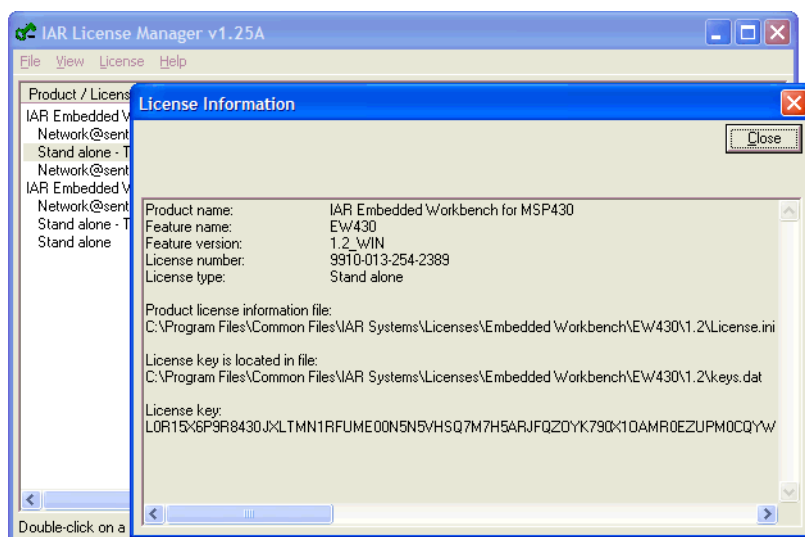 IAR License Manager v1.25A
File View License Help
Product / Licens
License Information
Close
IAR Embedded W
Network@sent
Stand alone - T
Network@sent
IAR Embedded W
Network@sent
Stand alone - T
Stand alone
Product name: IAR Embedded Workbench for MSP430
Feature name: EW430
Feature version: 1.2_WIN
License number: 9910-013-254-2389
License type: Stand alone
Product license information file:
C:\Program Files\Common Files\IAR Systems\Licenses\Embedded Workbench\EW430\1.2\License.ini
License key is located in file:
C:\Program Files\Common Files\IAR Systems\Licenses\Embedded Workbench\EW430\1.2\keys.dat
License key:
L0R15X6P9R8430JXLTMN1RFUME00N5N5VHSQ7M7H5ARJFQZ0YK790X10AMR0EZUPM0CQYW
Double-click on a